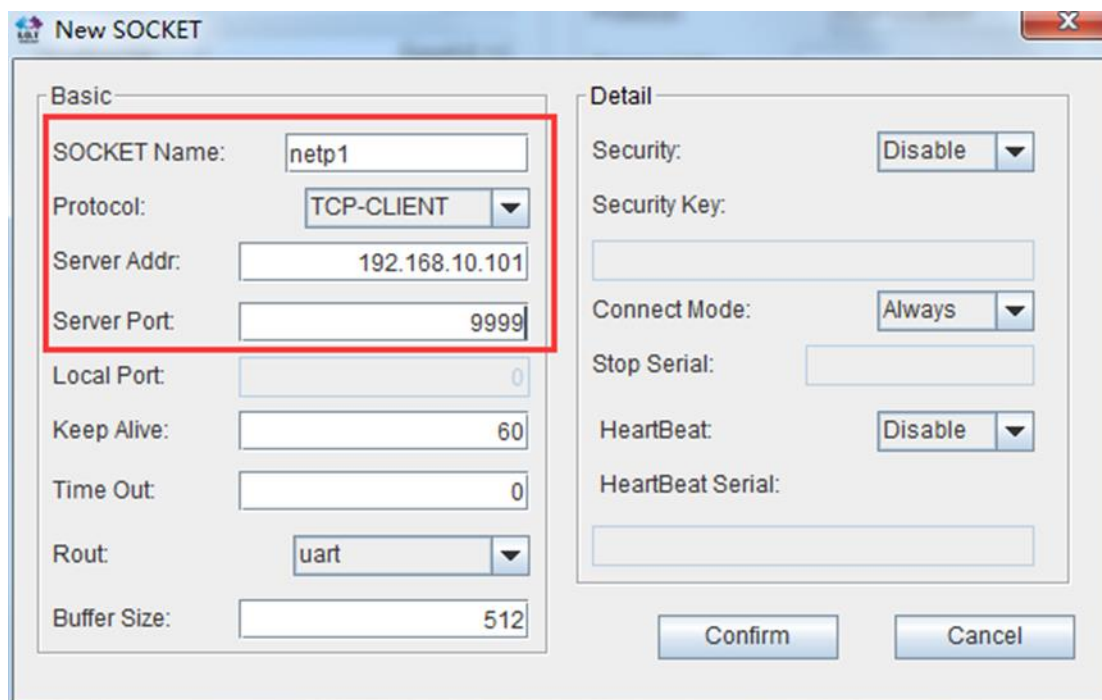 New SOCKET
Basic
SOCKET Name: netp1
Protocol: TCP-CLIENT
Server Addr: 192.168.10.101
Server Port: 9999
Local Port: 0
Keep Alive: 60
Time Out: 0
Rout: uart
Buffer Size: 512
Detail
Security: Disable
Security Key:
Connect Mode: Always
Stop Serial:
HeartBeat: Disable
HeartBeat Serial:
Confirm Cancel